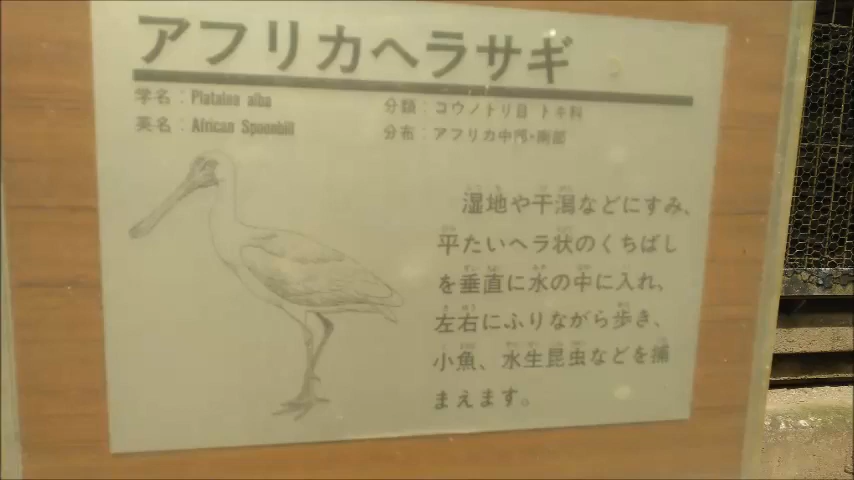 アフリカヘラサギ
学名：Platalea alba
英名：African Spoonbill
分類：コウノトリ目 トキ科
分布：アフリカ中部・南部
湿地や干潟などにすみ、
平たいヘラ状のくちばし
を垂直に水の中に入れ、
左右にふりながら歩き、
小魚、水生昆虫などを捕
まえます。